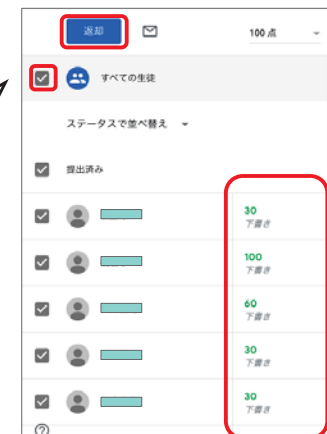 返却
100 点
すべての生徒
ステータスで並べ替え
提出済み
30
下書き
100
下書き
60
下書き
30
下書き
30
下書き